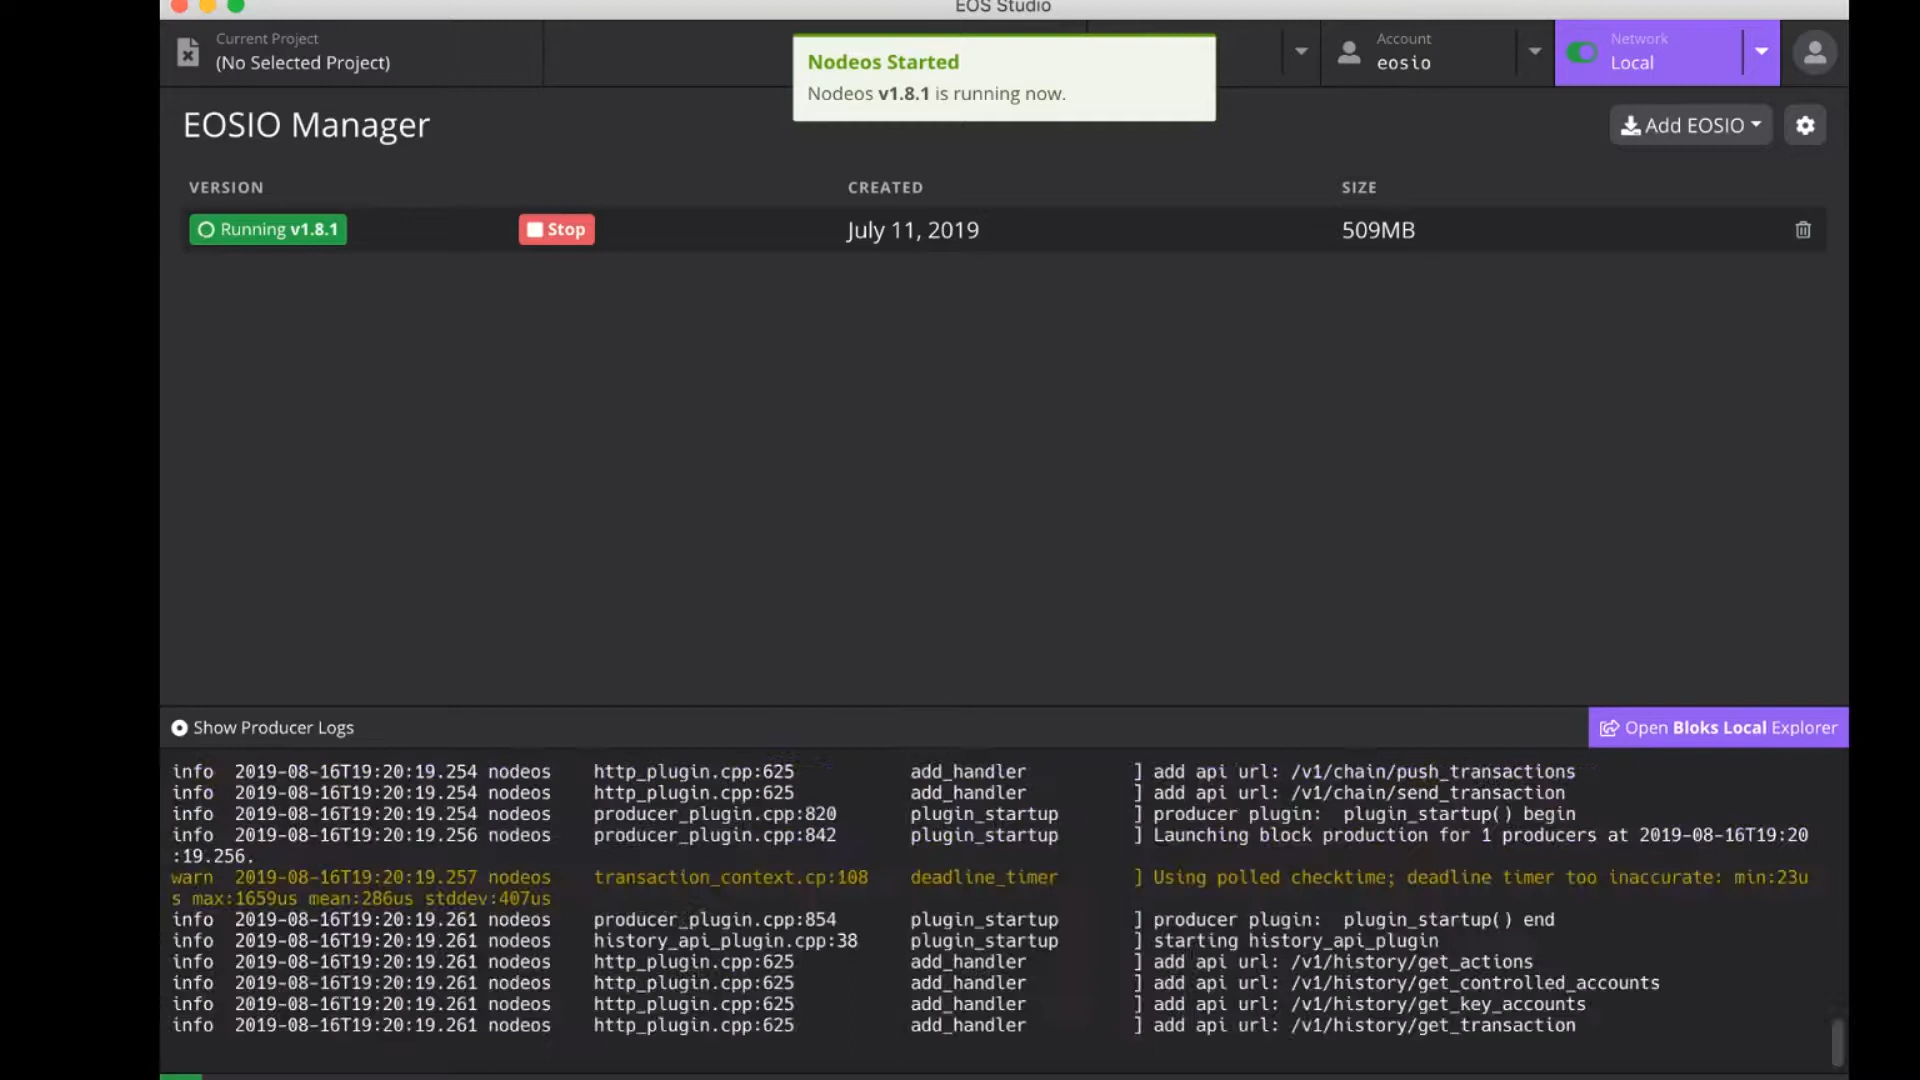 EOS Studio
Current Project
(No Selected Project)
Nodeos Started
Nodeos v1.8.1 is running now.
Account
eosio
Network
Local
EOSIO Manager
Add EOSIO
VERSION CREATED SIZE
Running v1.8.1 Stop July 11, 2019 509MB
Show Producer Logs
Open Bloks Local Explorer
info 2019-08-16T19:20:19.254 nodeos http_plugin.cpp:625 add_handler ] add api url: /v1/chain/push_transactions
info 2019-08-16T19:20:19.254 nodeos http_plugin.cpp:625 add_handler ] add api url: /v1/chain/send_transaction
info 2019-08-16T19:20:19.254 nodeos producer_plugin.cpp:820 plugin_startup ] producer plugin: plugin_startup() begin
info 2019-08-16T19:20:19.256 nodeos producer_plugin.cpp:842 plugin_startup ] Launching block production for 1 producers at 2019-08-16T19:20
:19.256.
warn 2019-08-16T19:20:19.257 nodeos transaction_context.cp:108 deadline_timer ] Using polled checktime; deadline timer too inaccurate: min:23u
s max:1659us mean:286us stddev:407us
info 2019-08-16T19:20:19.261 nodeos producer_plugin.cpp:854 plugin_startup ] producer plugin: plugin_startup() end
info 2019-08-16T19:20:19.261 nodeos history_api_plugin.cpp:38 plugin_startup ] starting history_api_plugin
info 2019-08-16T19:20:19.261 nodeos http_plugin.cpp:625 add_handler ] add api url: /v1/history/get_actions
info 2019-08-16T19:20:19.261 nodeos http_plugin.cpp:625 add_handler ] add api url: /v1/history/get_controlled_accounts
info 2019-08-16T19:20:19.261 nodeos http_plugin.cpp:625 add_handler ] add api url: /v1/history/get_key_accounts
info 2019-08-16T19:20:19.261 nodeos http_plugin.cpp:625 add_handler ] add api url: /v1/history/get_transaction